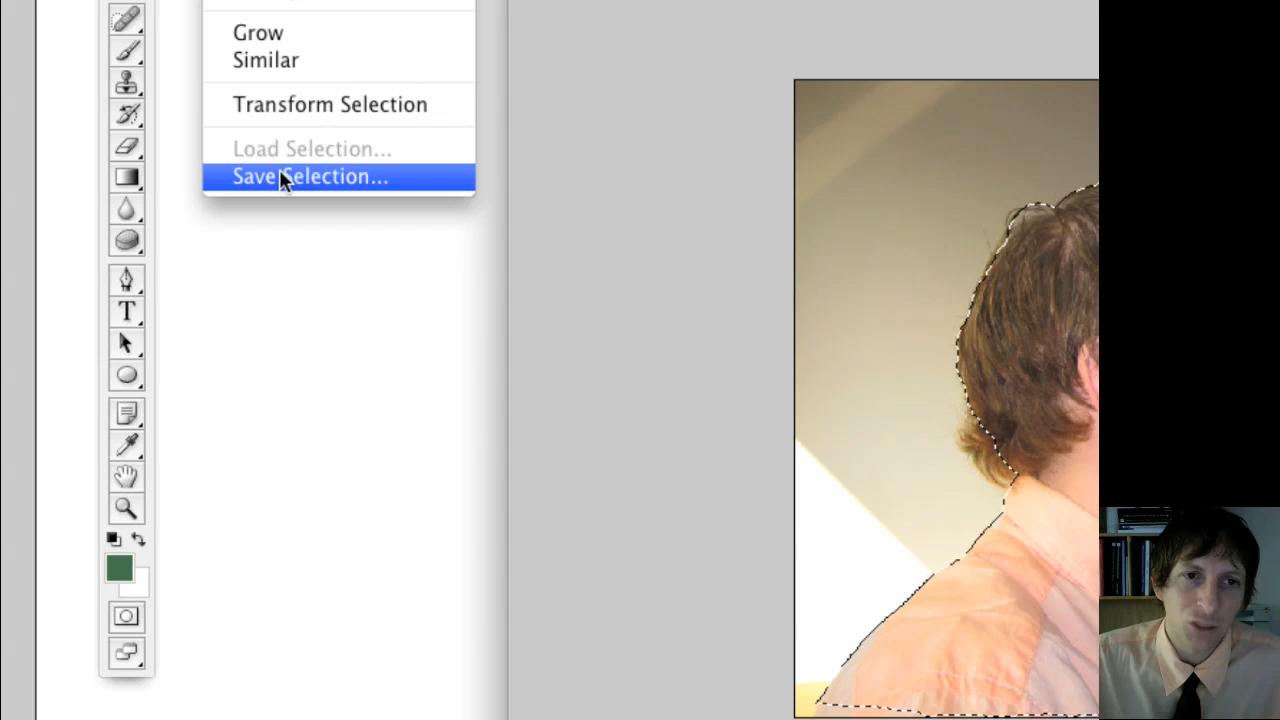 Grow
Similar
Transform Selection
Load Selection...
Save Selection...
T